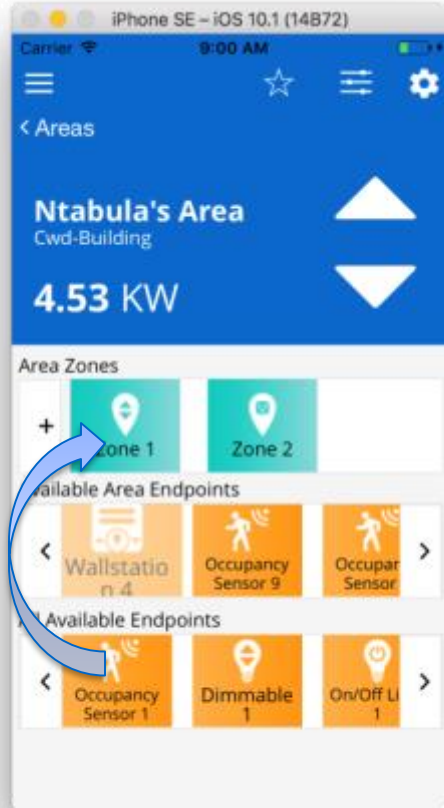 iPhone SE – iOS 10.1 (14B72)
Carrier 9:00 AM
< Areas
Ntabula's Area
Cwd-Building
4.53 KW
Area Zones
+ Zone 1 Zone 2
Available Area Endpoints
Wallstatio
n 4
Occupancy
Sensor 9
Occupar
Sensor
Available Endpoints
Occupancy
Sensor 1
Dimmable
1
On/Off Li
1